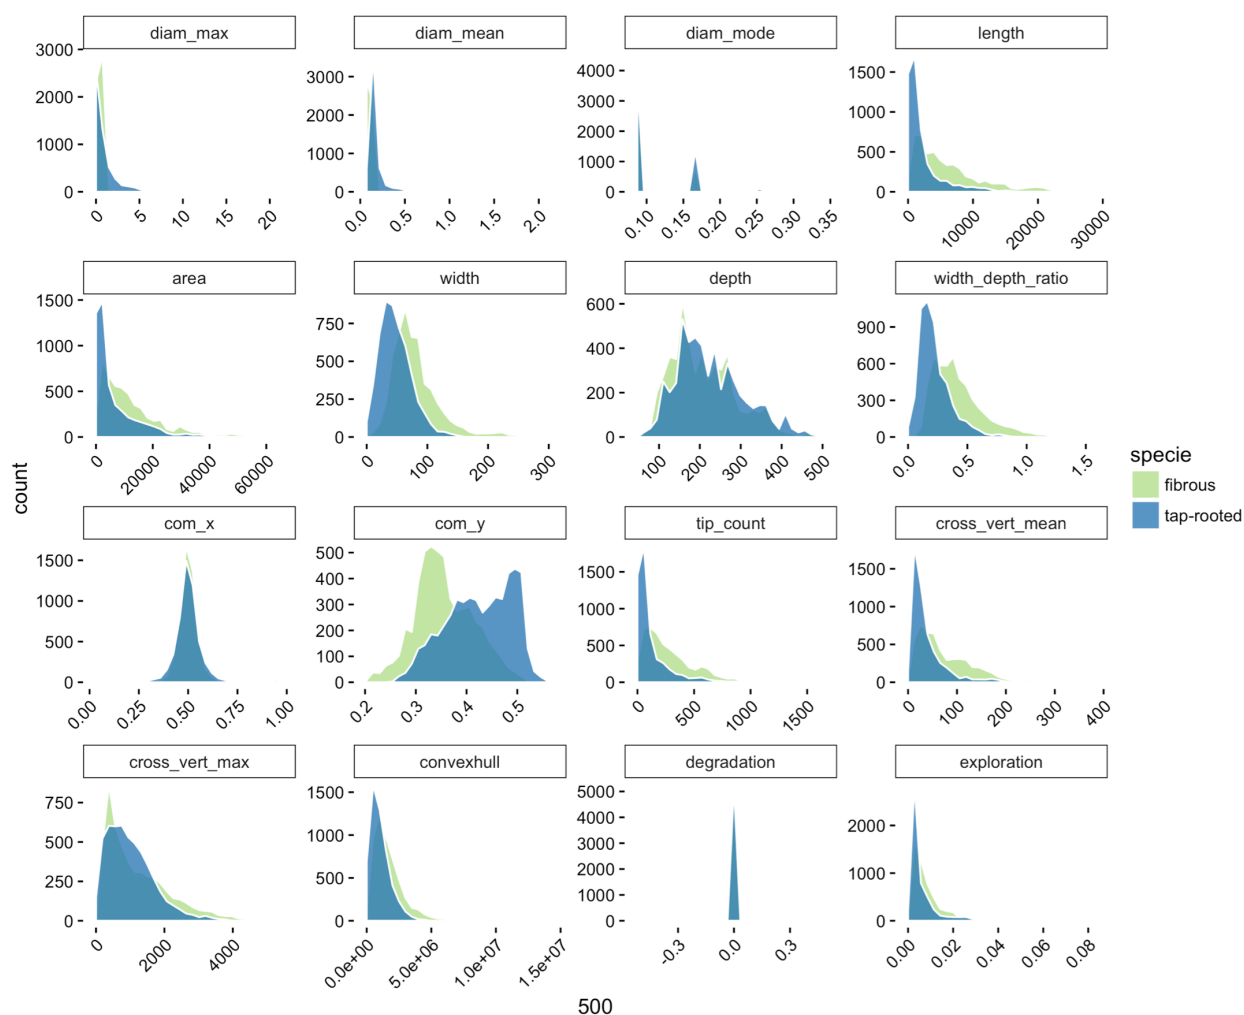 diam_max diam_mean diam_mode length
3000 2000 1000 0
0 5 10 15 20
3000 2000 1000 0
0.0 0.5 1.0 1.5 2.0
4000 3000 2000 1000 0
0.10 0.15 0.20 0.25 0.30 0.35
1500 1000 500 0
0 10000 20000 30000
area width depth width_depth_ratio
1500 1000 500 0
0 20000 40000 60000
750 500 250 0
0 100 200 300
600 400 200 0
100 200 300 400 500
900 600 300 0
0.0 0.5 1.0 1.5
count
specie
fibrous
tap-rooted
com_x com_y tip_count cross_vert_mean
1500 1000 500 0
0.00 0.25 0.50 0.75 1.00
500 400 300 200 100 0
0.2 0.3 0.4 0.5
1500 1000 500 0
0 500 1000 1500
1500 1000 500 0
0 100 200 300 400
cross_vert_max convexhull degradation exploration
750 500 250 0
0 2000 4000
1500 1000 500 0
0.0e+00 5.0e+06 1.0e+07 1.5e+07
5000 4000 3000 2000 1000 0
-0.3 0.0 0.3
2000 1000 0
0.00 0.02 0.04 0.06 0.08
500